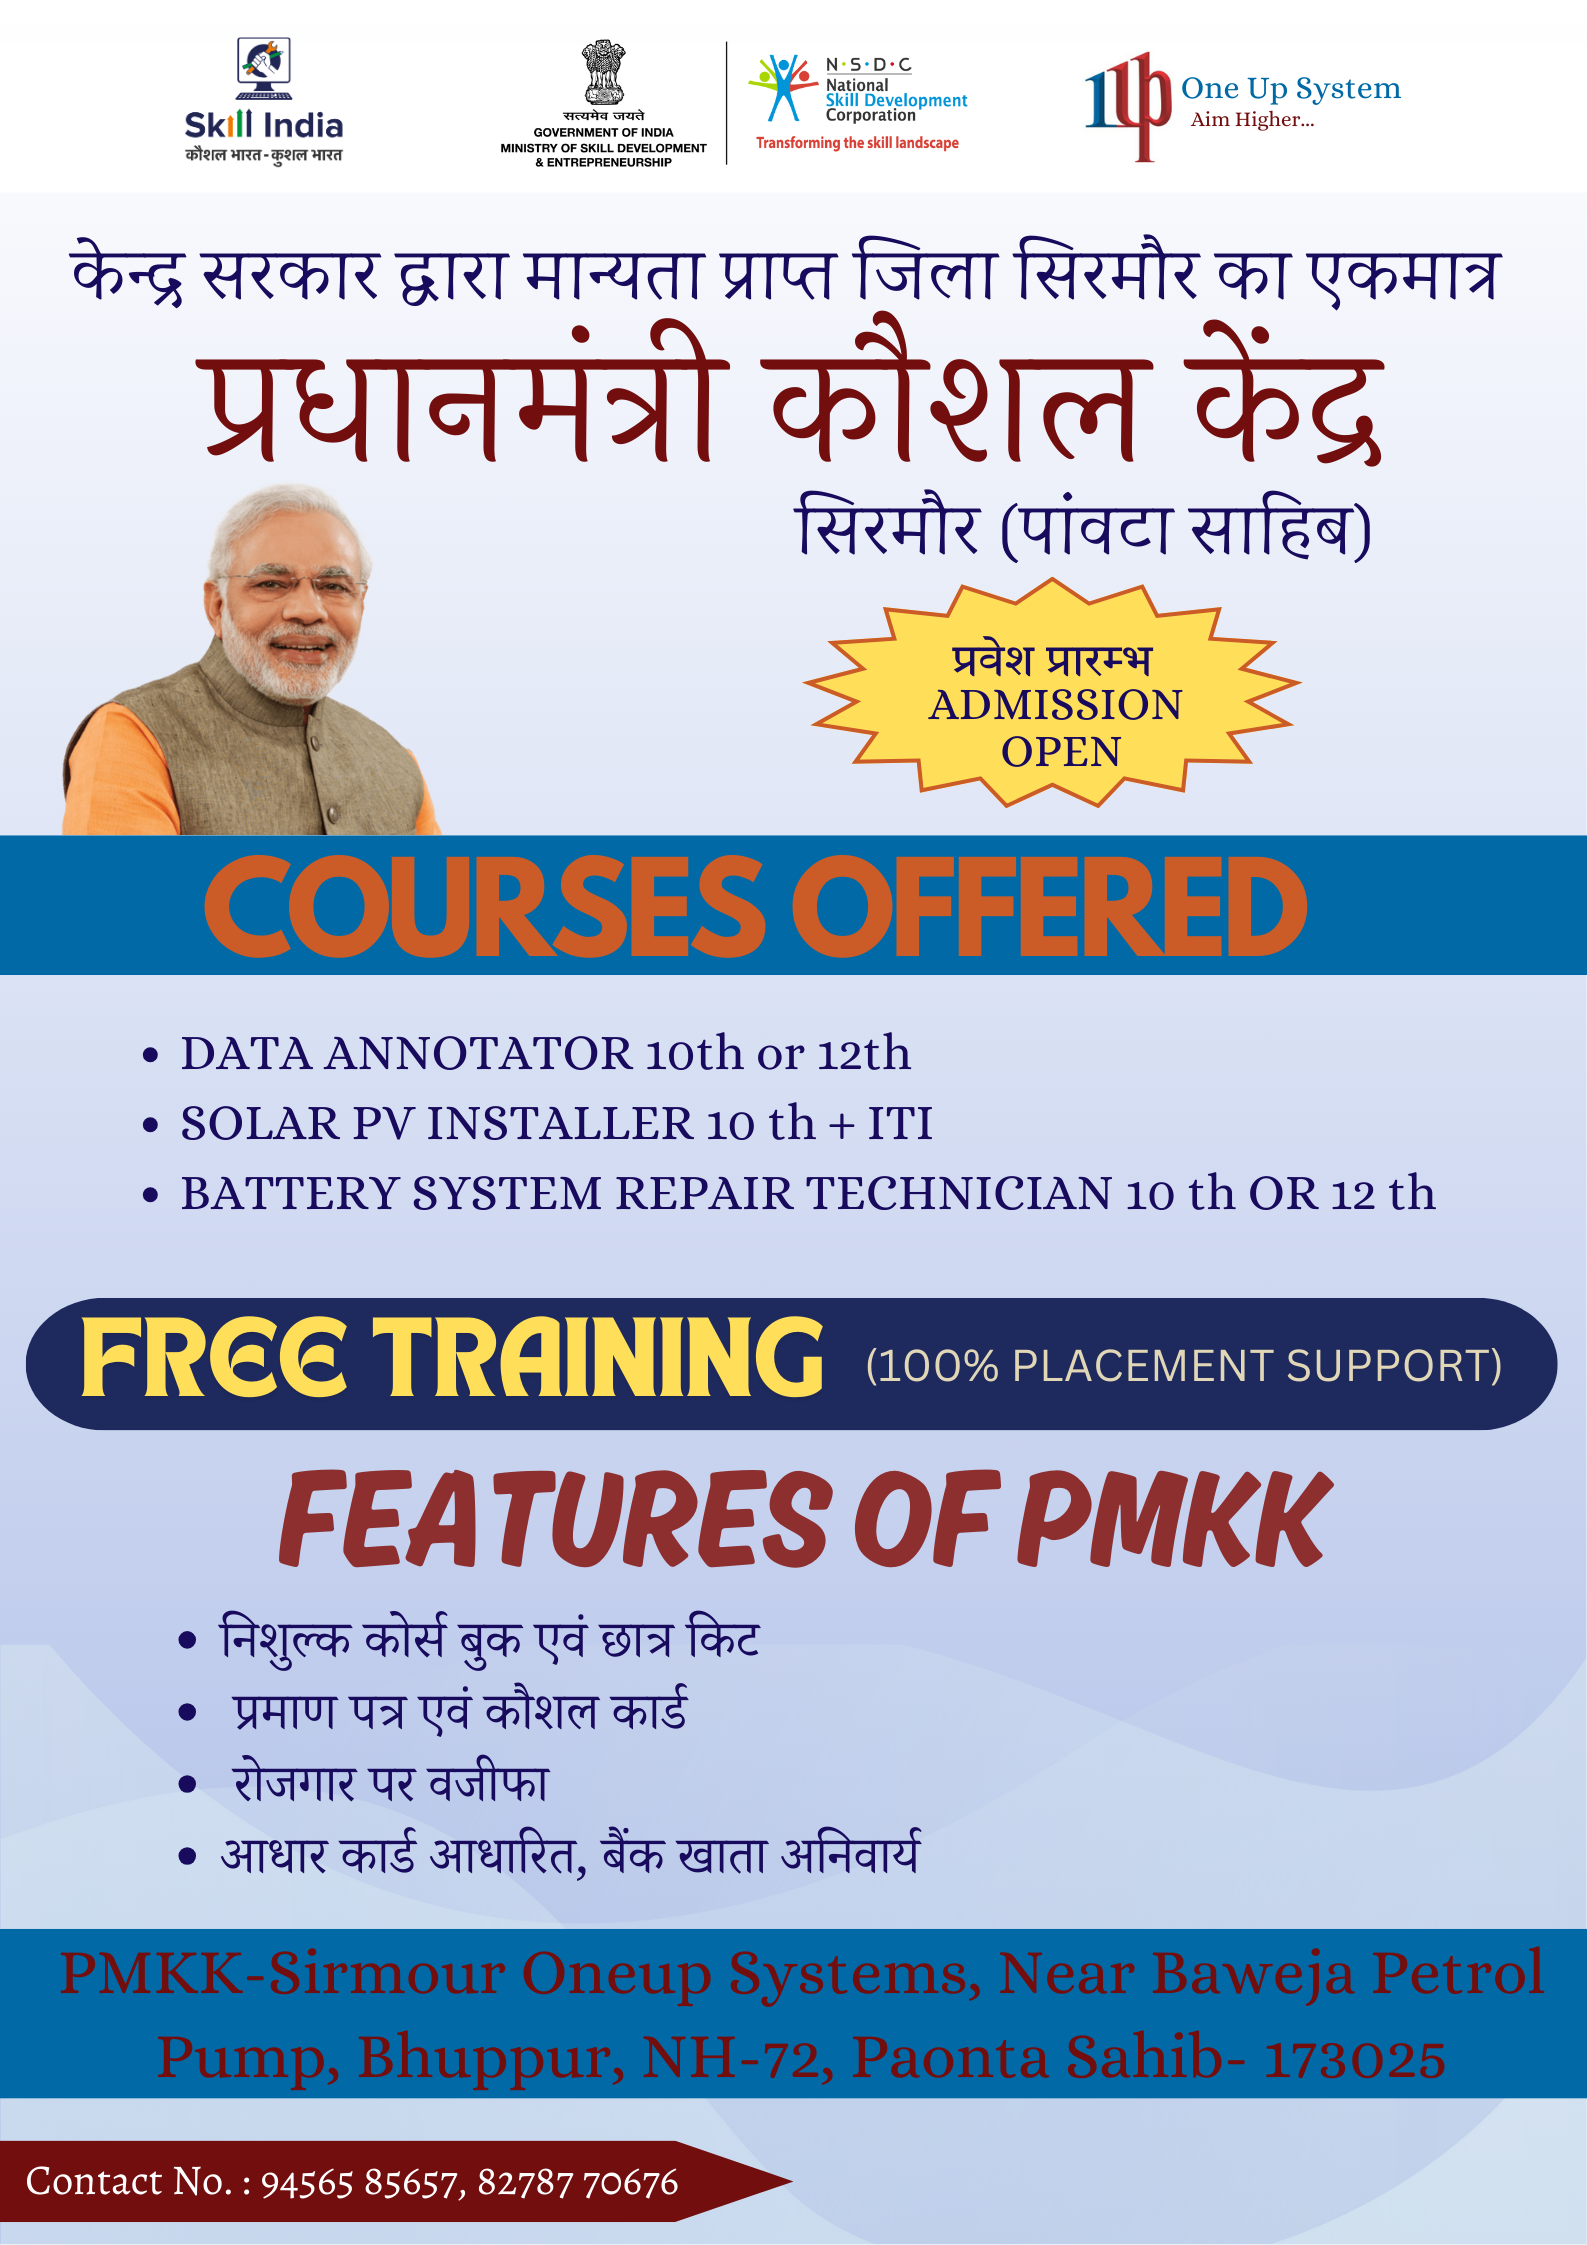 Skill India
कौशल भारत - कुशल भारत
सत्यमेव जयते
GOVERNMENT OF INDIA
MINISTRY OF SKILL DEVELOPMENT
& ENTREPRENEURSHIP
N·S·D·C
National
Skill Development
Corporation
Transforming the skill landscape
1Up
One Up System
Aim Higher...
केन्द्र सरकार द्वारा मान्यता प्राप्त जिला सिरमौर का एकमात्र
प्रधानमंत्री कौशल केंद्र
सिरमौर (पांवटा साहिब)
प्रवेश प्रारम्भ
ADMISSION
OPEN
COURSES OFFERED
• DATA ANNOTATOR 10th or 12th
• SOLAR PV INSTALLER 10 th + ITI
• BATTERY SYSTEM REPAIR TECHNICIAN 10 th OR 12 th
FREE TRAINING (100% PLACEMENT SUPPORT)
FEATURES OF PMKK
• निशुल्क कोर्स बुक एवं छात्र किट
• प्रमाण पत्र एवं कौशल कार्ड
• रोजगार पर वजीफा
• आधार कार्ड आधारित, बैंक खाता अनिवार्य
PMKK-Sirmour Oneup Systems, Near Baweja Petrol
Pump, Bhuppur, NH-72, Paonta Sahib- 173025
Contact No. : 94565 85657, 82787 70676